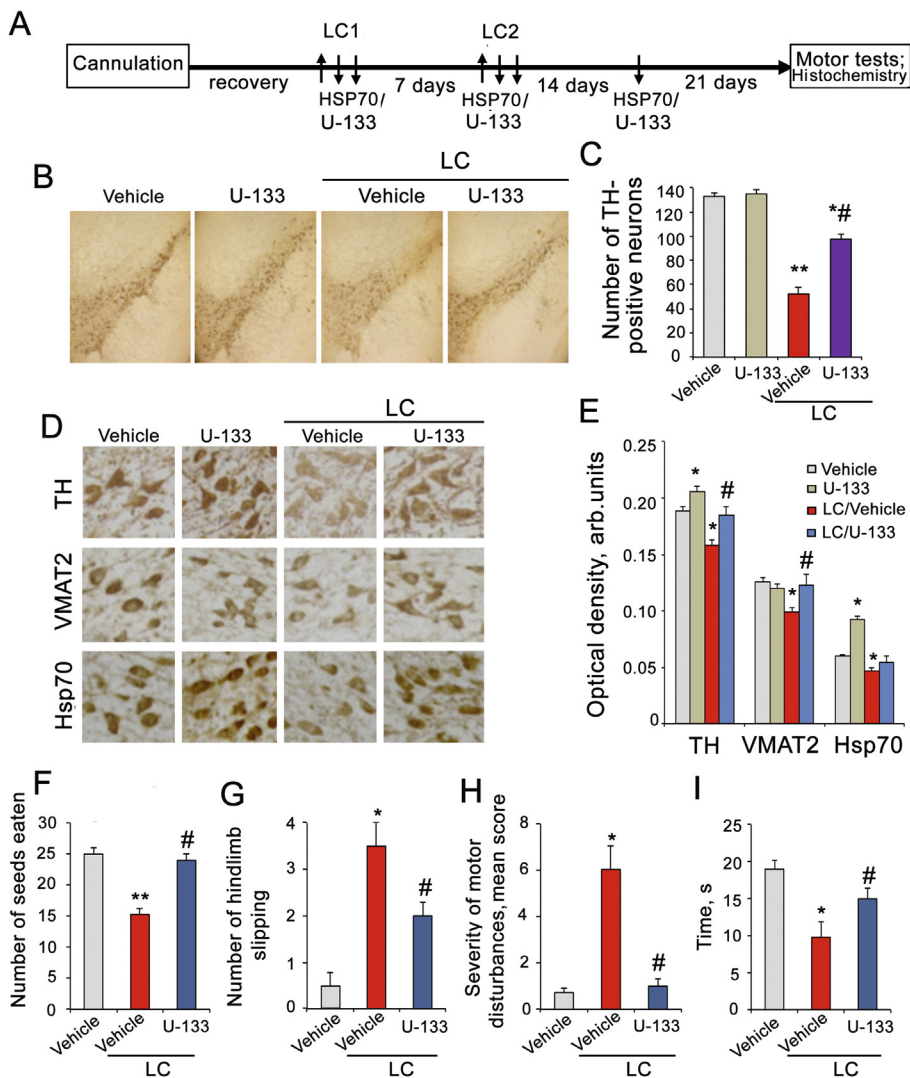 A
LC1
LC2
Cannulation
Motor tests;
Histochemistry
recovery
7 days
14 days
21 days
HSP70/
U-133
HSP70/
U-133
HSP70/
U-133
B
LC
Vehicle
U-133
Vehicle
U-133
C
Number of TH-
positive neurons
140
120
100
80
60
40
20
0
**
*#
Vehicle
U-133
Vehicle
U-133
LC
D
LC
Vehicle
U-133
Vehicle
U-133
TH
VMAT2
Hsp70
E
Optical density, arb.units
0.25
0.20
0.15
0.10
0.05
0
Vehicle
U-133
LC/Vehicle
LC/U-133
*
*
#
*
#
*
*
TH
VMAT2
Hsp70
F
Number of seeds eaten
30
25
20
15
10
5
0
**
#
Vehicle
Vehicle
U-133
LC
G
Number of hindlimb
slipping
4
3
2
1
0
*
#
Vehicle
Vehicle
U-133
LC
H
Severity of motor
disturbances, mean score
8
6
4
2
0
*
#
Vehicle
Vehicle
U-133
LC
I
Time, s
25
20
15
10
5
0
*
#
Vehicle
Vehicle
U-133
LC